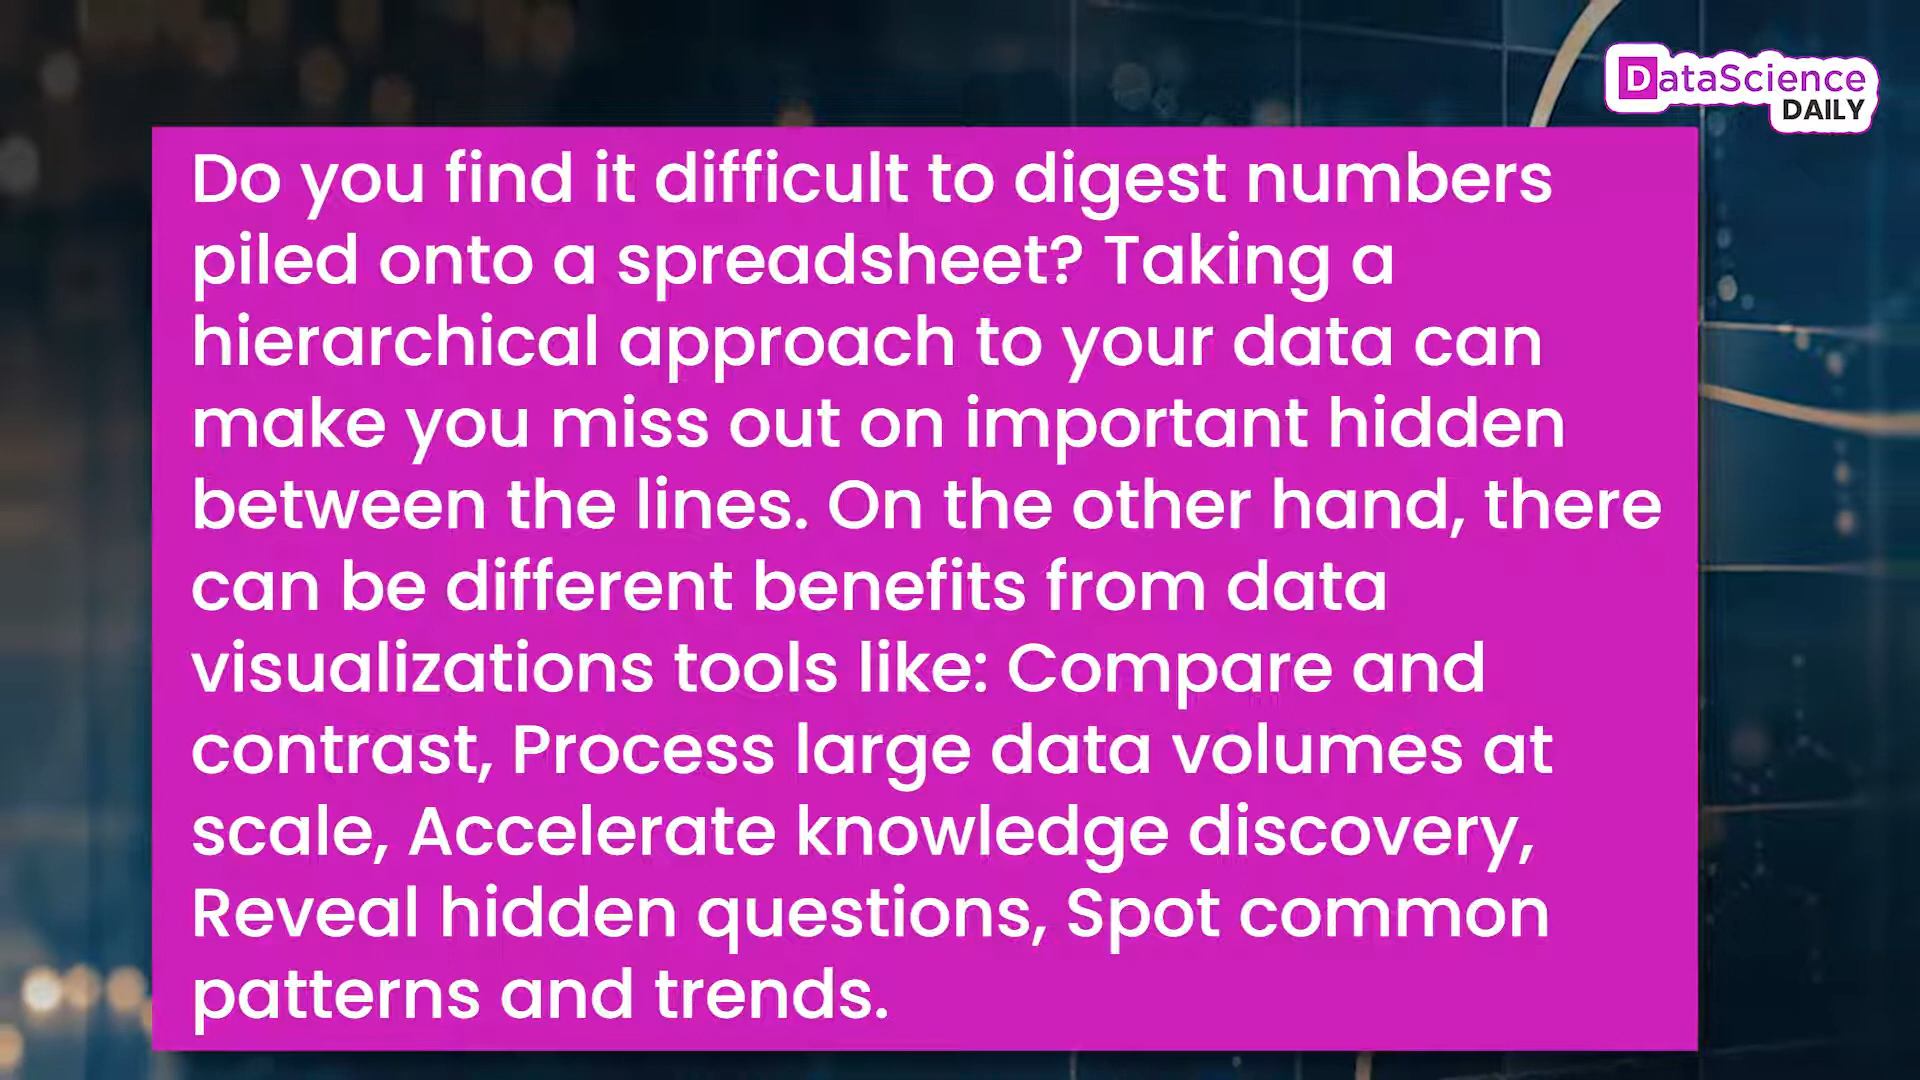 DataScience
DAILY
Do you find it difficult to digest numbers
piled onto a spreadsheet? Taking a
hierarchical approach to your data can
make you miss out on important hidden
between the lines. On the other hand, there
can be different benefits from data
visualizations tools like: Compare and
contrast, Process large data volumes at
scale, Accelerate knowledge discovery,
Reveal hidden questions, Spot common
patterns and trends.